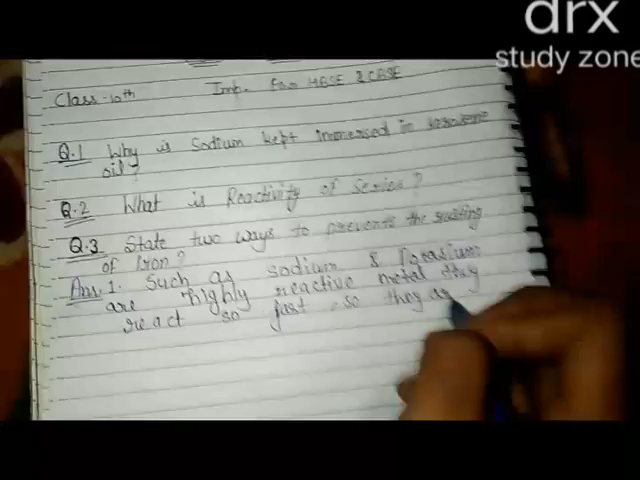 drx
study zone
Class-10th Imp. For HBSE & CBSE
Q.1 Why is Sodium kept immersed in kerosene
oil?
Q.2 What is Reactivity of Series?
Q.3 State two ways to prevents the rusting
of Iron?
Ans. 1. Such as sodium & Potassium
are highly reactive metal they
react so fast. so they